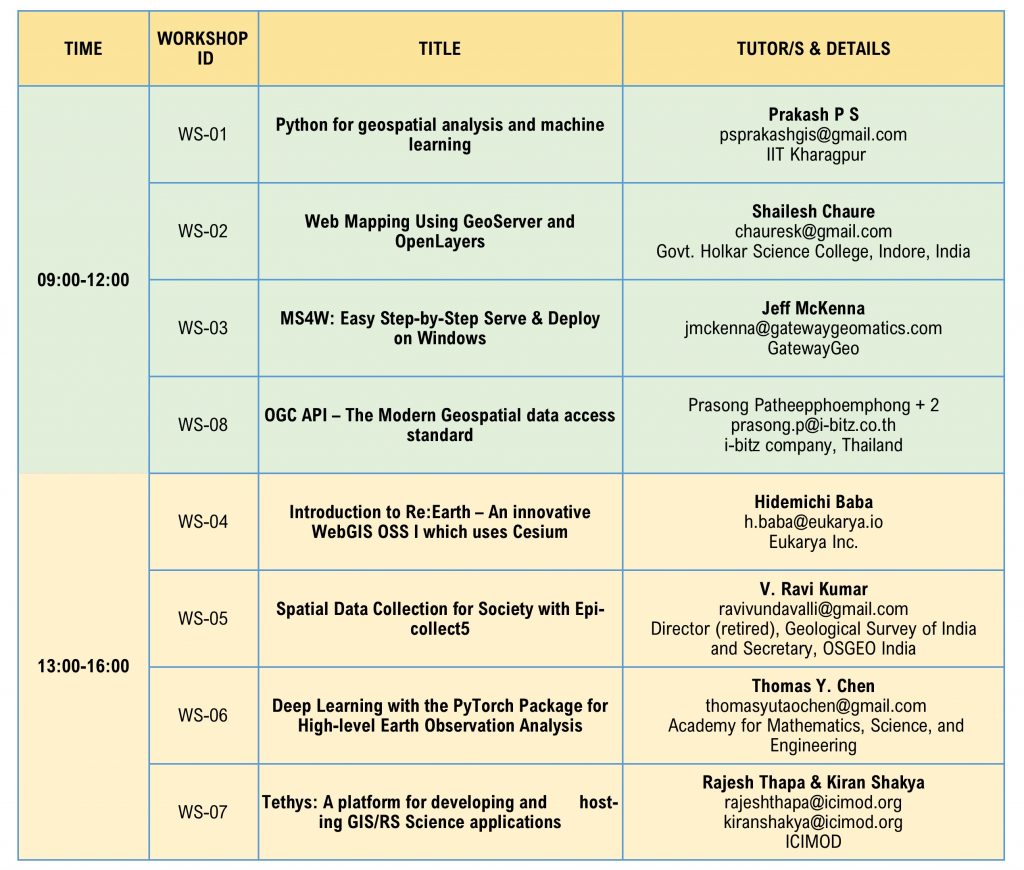 TIME
WORKSHOP
ID
TITLE
TUTOR/S & DETAILS
09:00-12:00
WS-01
Python for geospatial analysis and machine
learning
Prakash P S
psprakashgis@gmail.com
IIT Kharagpur
WS-02
Web Mapping Using GeoServer and
OpenLayers
Shailesh Chaure
chauresk@gmail.com
Govt. Holkar Science College, Indore, India
WS-03
MS4W: Easy Step-by-Step Serve & Deploy
on Windows
Jeff McKenna
jmckenna@gatewaygeomatics.com
GatewayGeo
WS-08
OGC API – The Modern Geospatial data access
standard
Prasong Patheepphoemphong + 2
prasong.p@i-bitz.co.th
i-bitz company, Thailand
13:00-16:00
WS-04
Introduction to Re:Earth – An innovative
WebGIS OSS l which uses Cesium
Hidemichi Baba
h.baba@eukarya.io
Eukarya Inc.
WS-05
Spatial Data Collection for Society with Epi-
collect5
V. Ravi Kumar
ravivundavalli@gmail.com
Director (retired), Geological Survey of India
and Secretary, OSGEO India
WS-06
Deep Learning with the PyTorch Package for
High-level Earth Observation Analysis
Thomas Y. Chen
thomasyutaochen@gmail.com
Academy for Mathematics, Science, and
Engineering
WS-07
Tethys: A platform for developing and host-
ing GIS/RS Science applications
Rajesh Thapa & Kiran Shakya
rajeshthapa@icimod.org
kiranshakya@icimod.org
ICIMOD